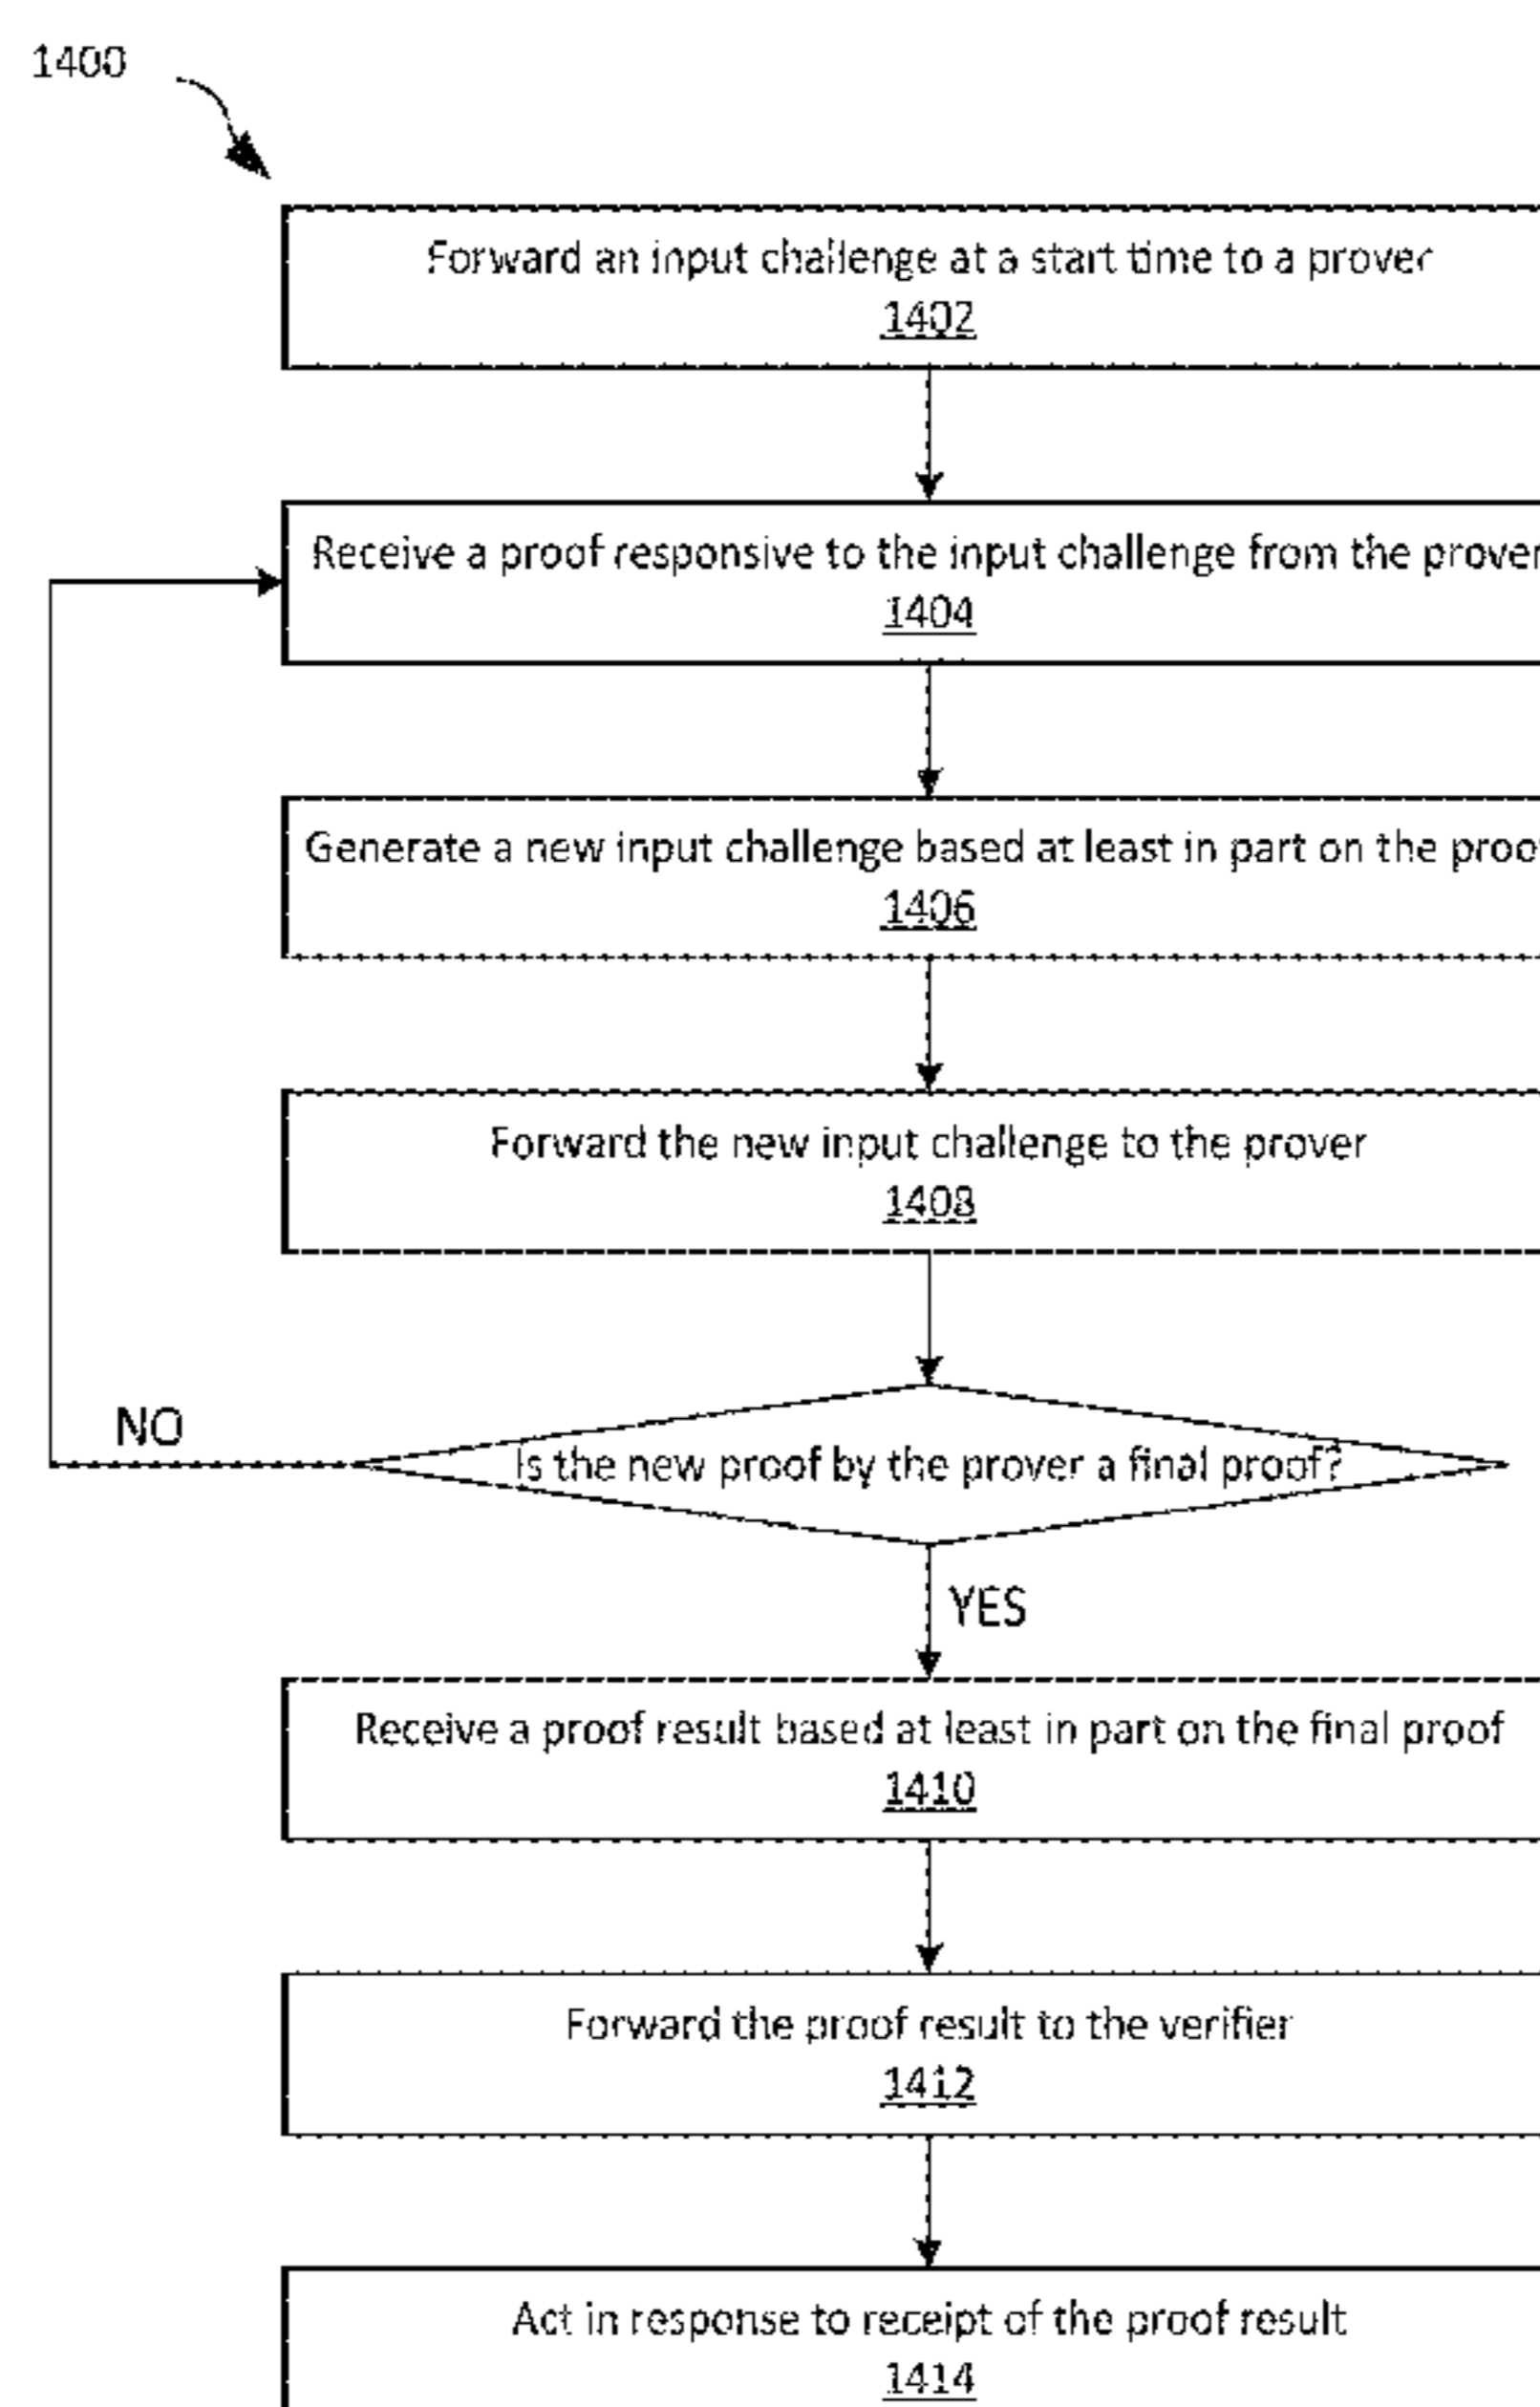 1400
Forward an input challenge at a start time to a prover
1402
Receive a proof responsive to the input challenge from the prover
1404
Generate a new input challenge based at least in part on the proof
1406
Forward the new input challenge to the prover
1408
NO
Is the new proof by the prover a final proof?
YES
Receive a proof result based at least in part on the final proof
1410
Forward the proof result to the verifier
1412
Act in response to receipt of the proof result
1414